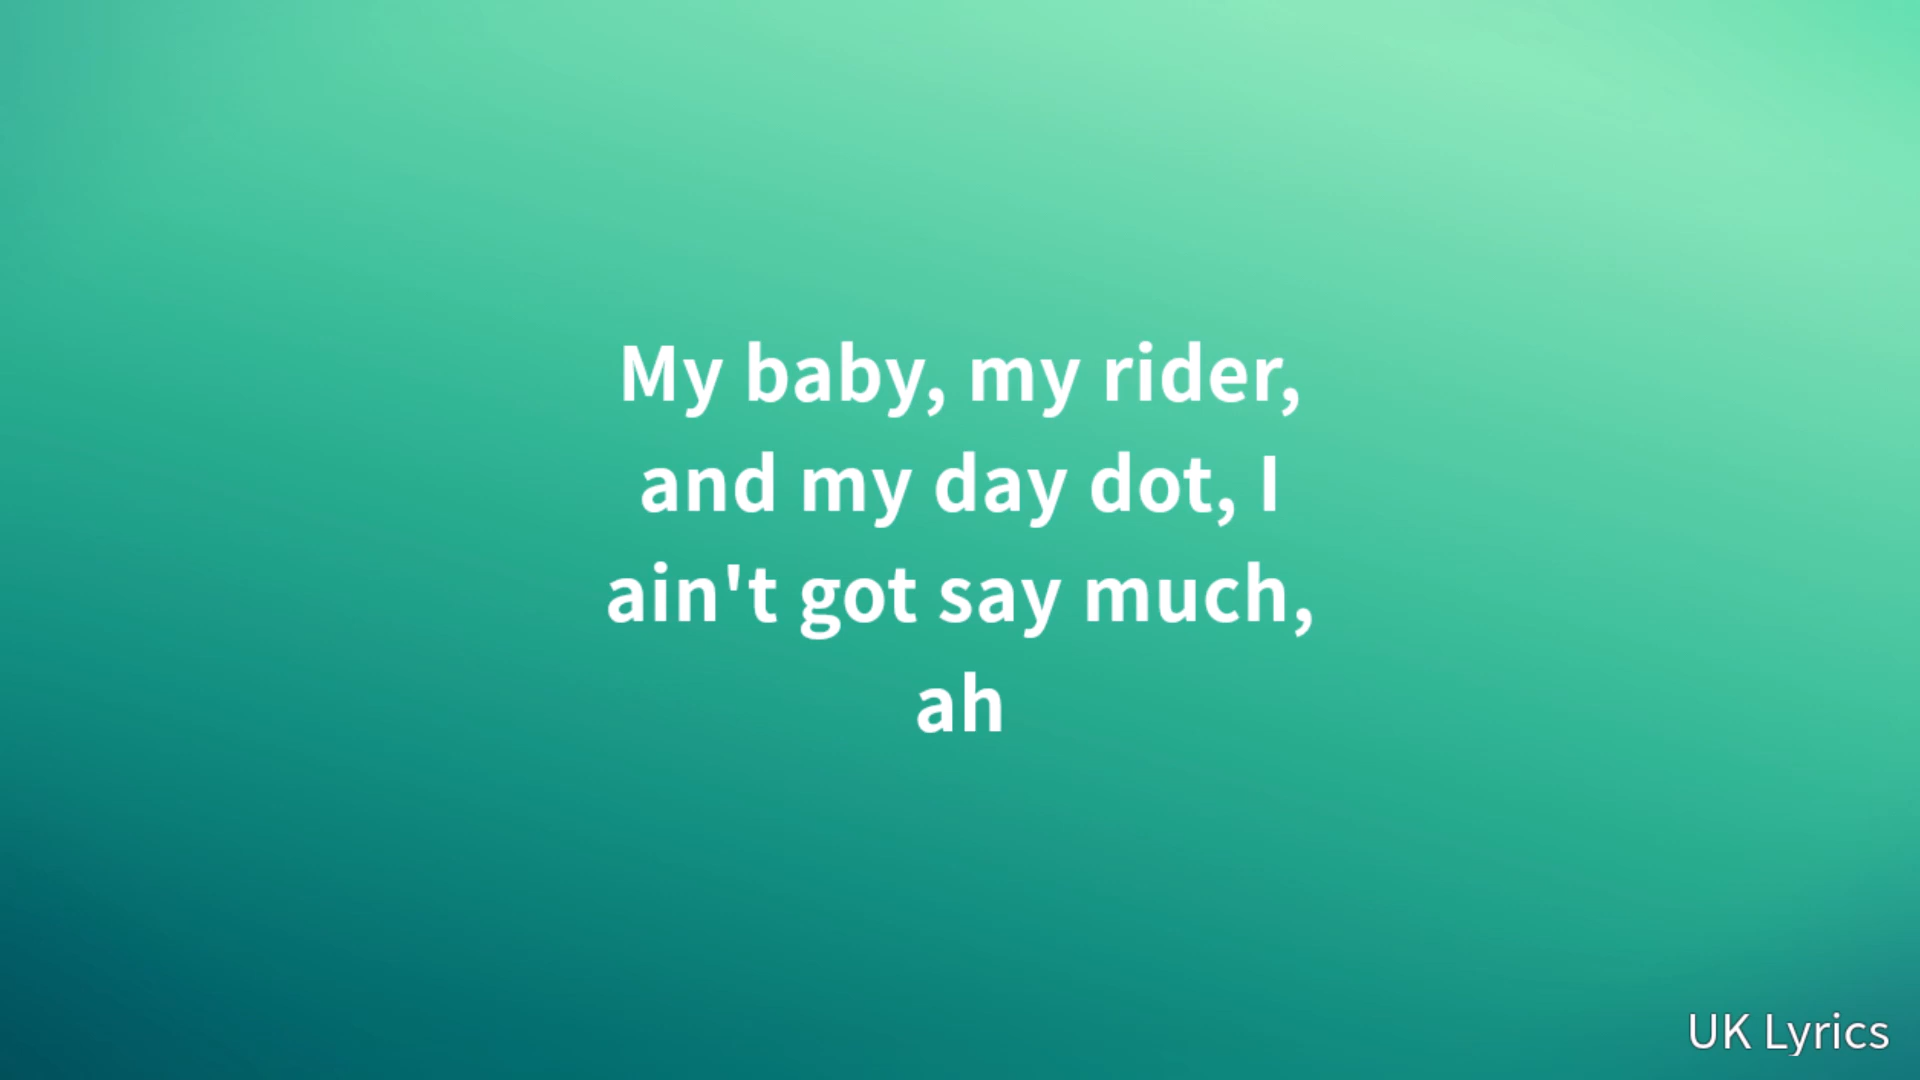 My baby, my rider,
and my day dot, I
ain't got say much,
ah
UK Lyrics